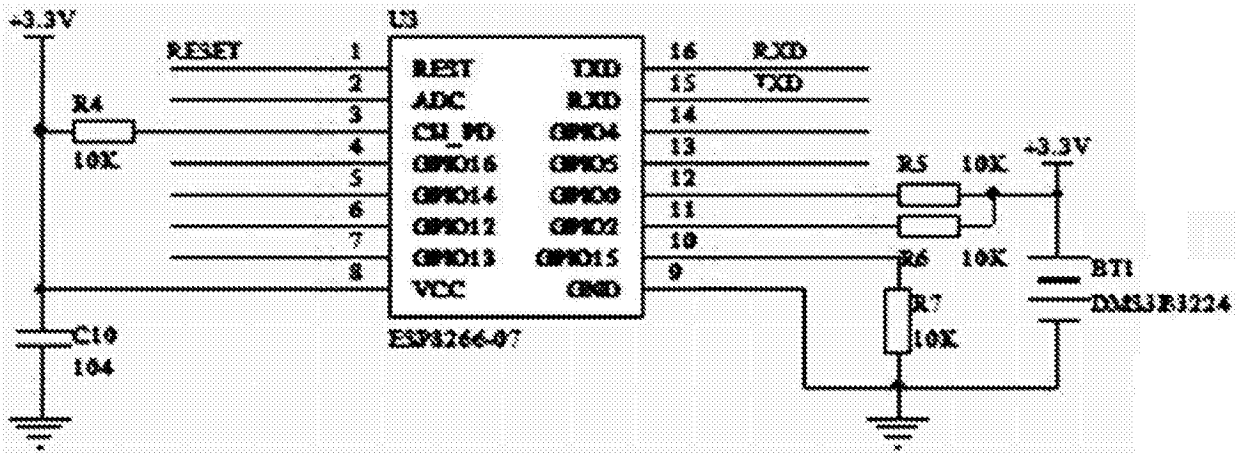 +3.3V
U3
RESET 1 REST TXD 16 RXD
2 ADC RXD 15 TXD
R4 3 CH_PD GPIO4 14
10K 4 GPIO16 GPIO5 13
+3.3V
5 GPIO14 GPIO0 12 R5 10K
6 GPIO12 GPIO2 11
7 GPIO13 GPIO15 10 R6 10K
8 VCC GND 9
BT1
R7
10K
C10
104
ESP8266-07